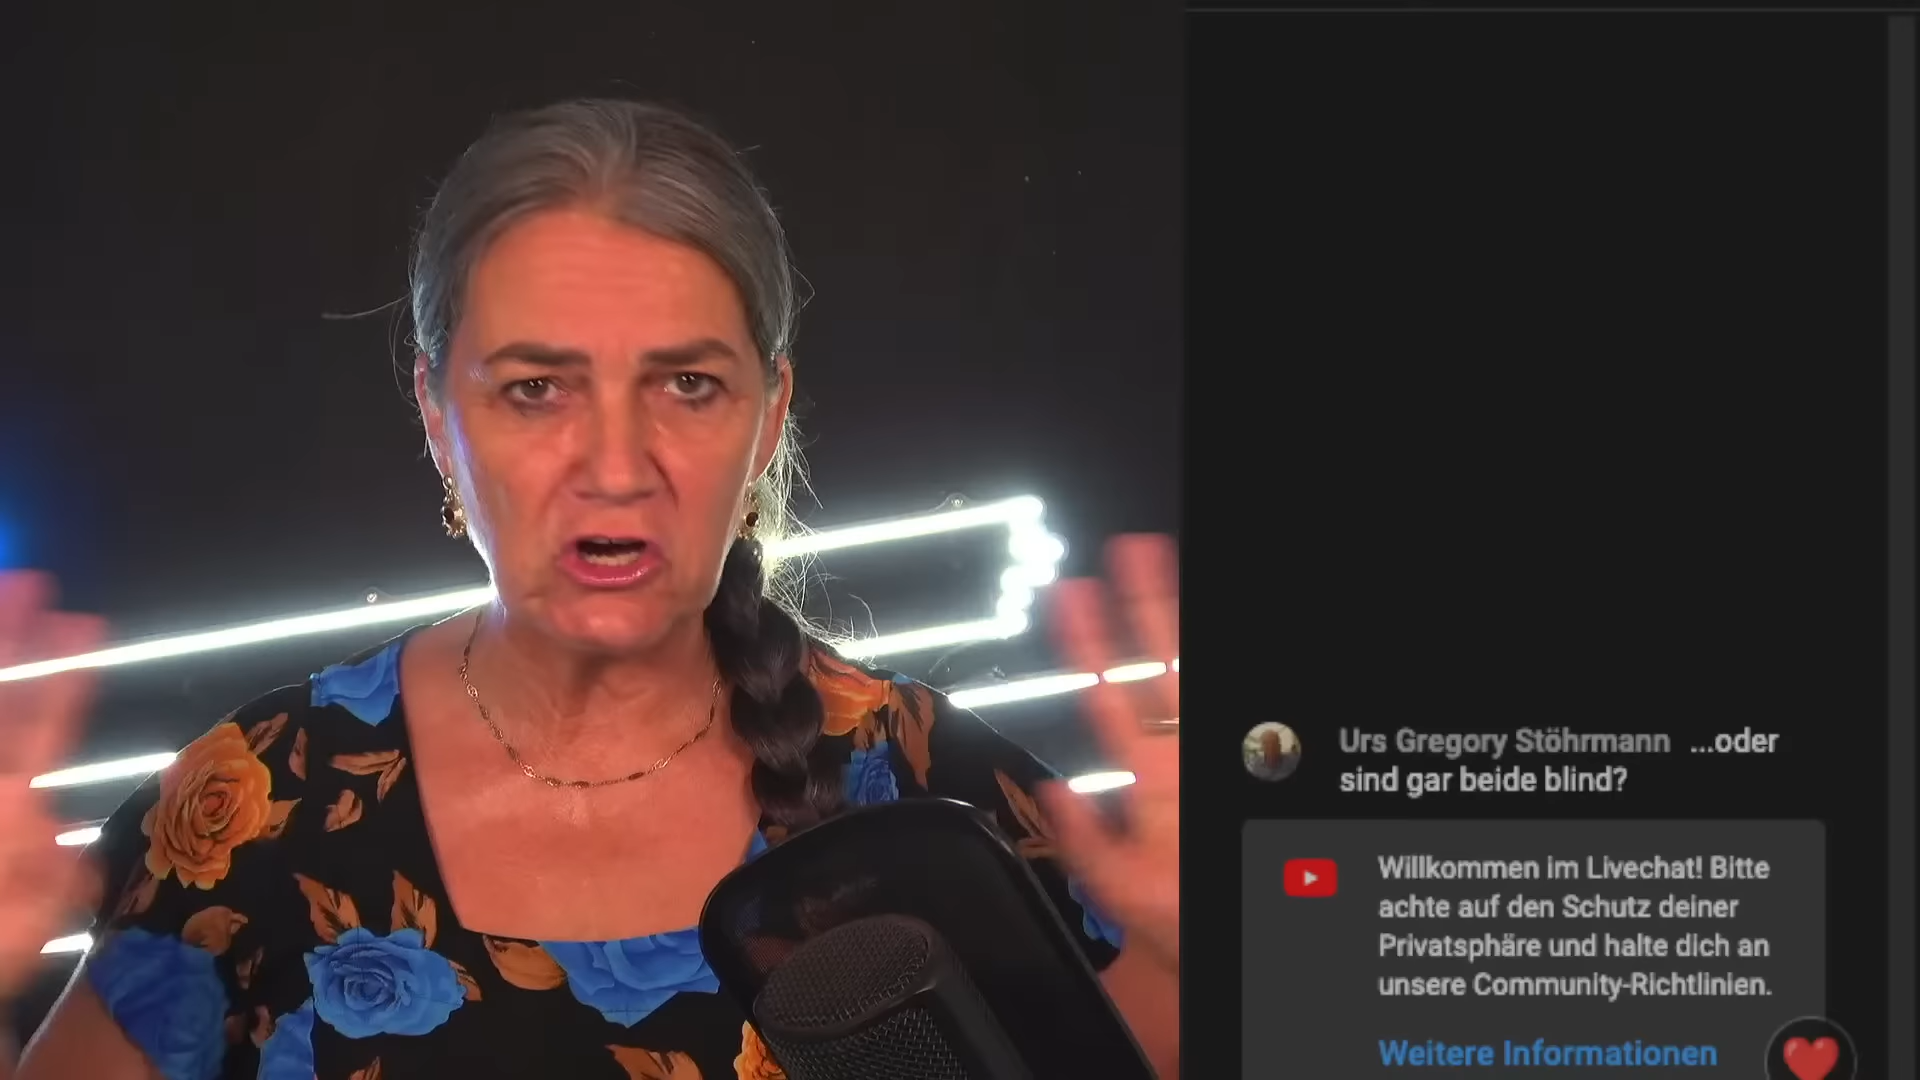 Urs Gregory Stöhrmann ...oder
sind gar beide blind?
Willkommen im Livechat! Bitte
achte auf den Schutz deiner
Privatsphäre und halte dich an
unsere Community-Richtlinien.
Weitere Informationen